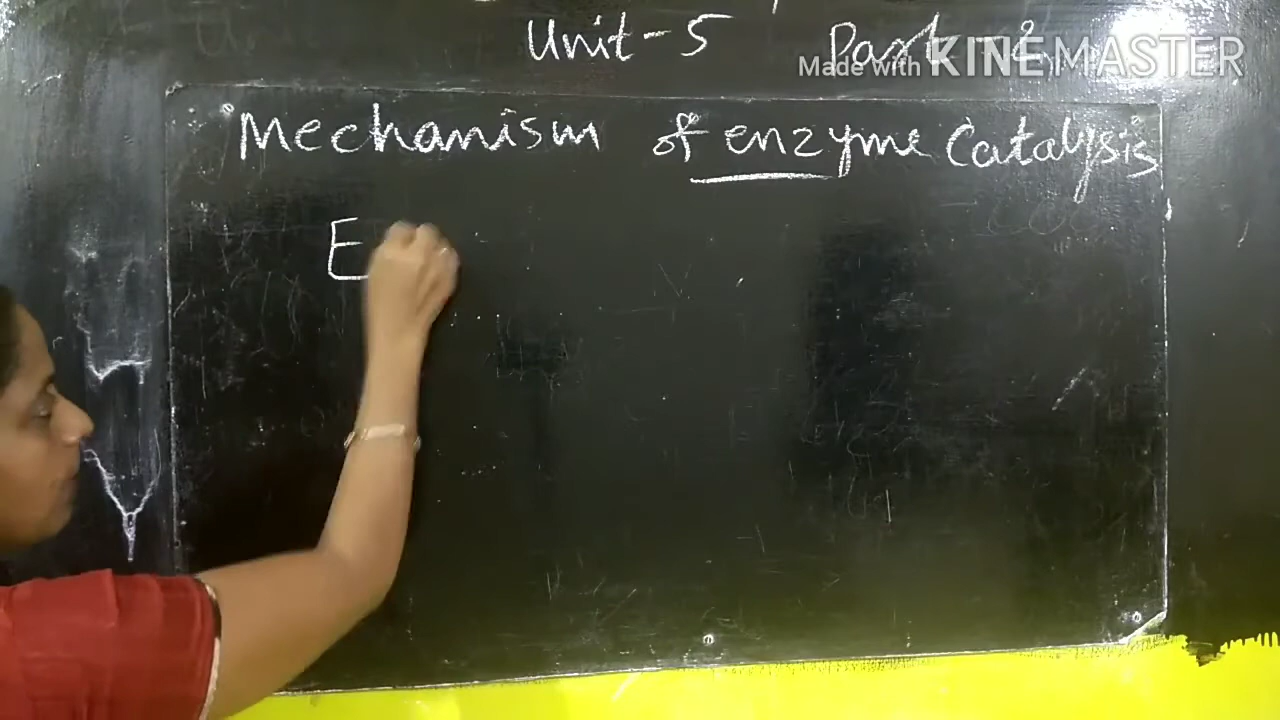 Unit-5 Part-2
Made with KINEMASTER
Mechanism of enzyme Catalysis
E